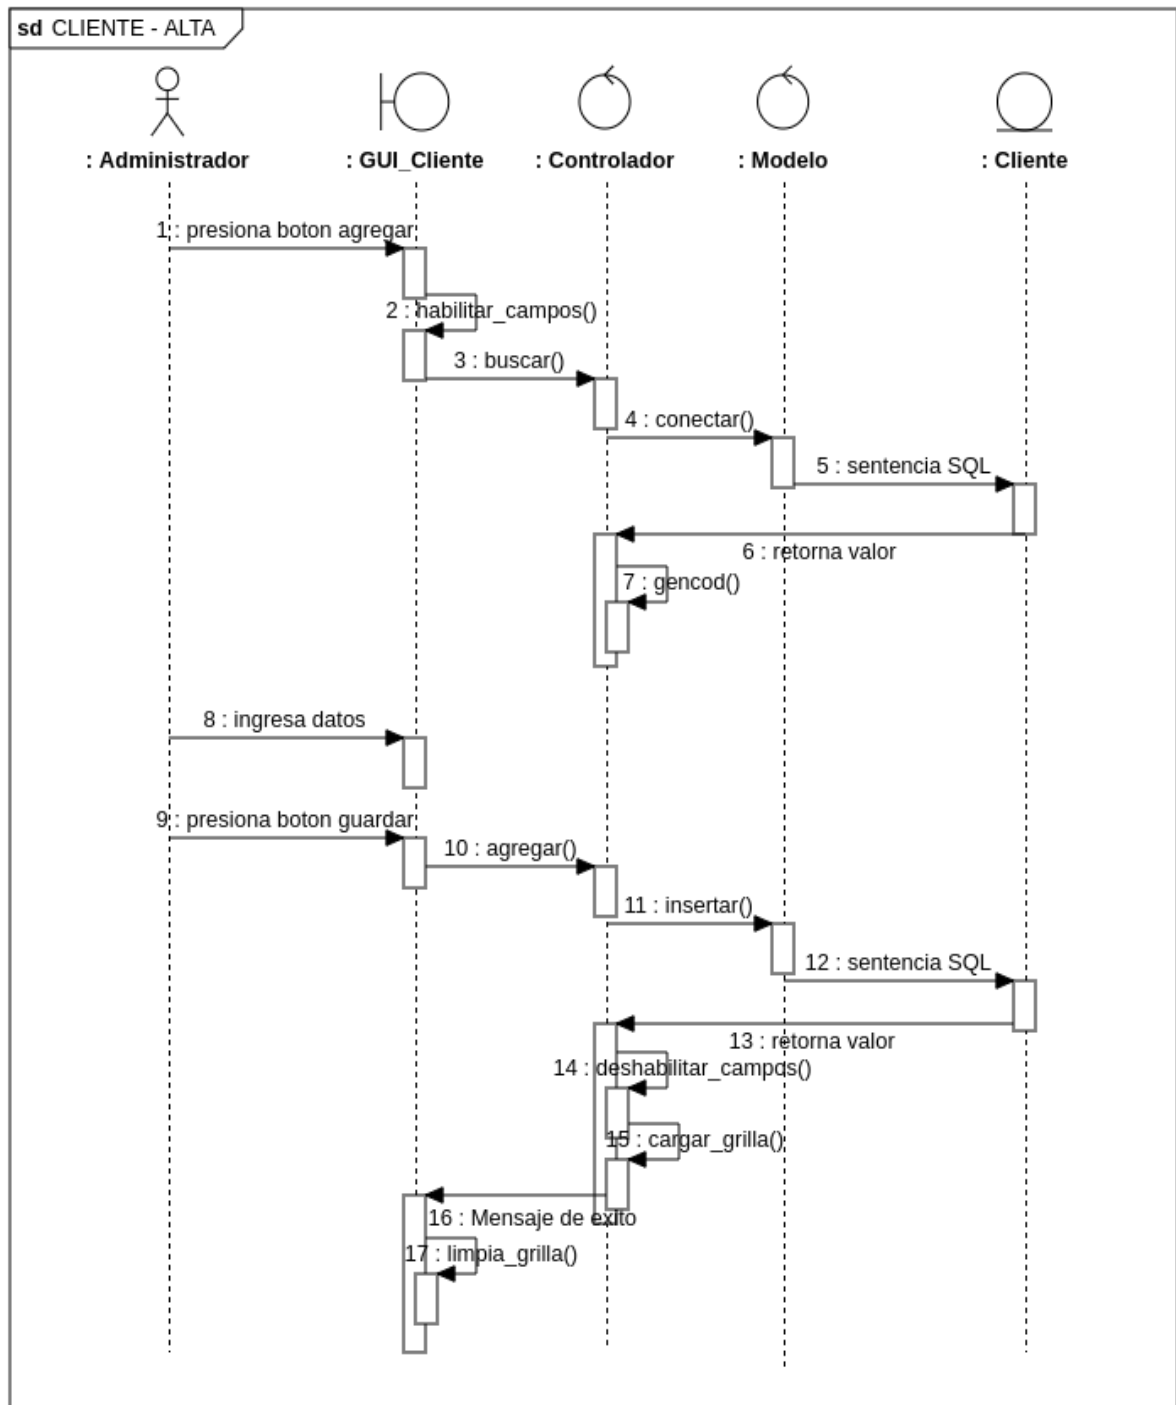 sd CLIENTE - ALTA
: Administrador
: GUI_Cliente
: Controlador
: Modelo
: Cliente
1 : presiona boton agregar
2 : habilitar_campos()
3 : buscar()
4 : conectar()
5 : sentencia SQL
6 : retorna valor
7 : gencod()
8 : ingresa datos
9 : presiona boton guardar
10 : agregar()
11 : insertar()
12 : sentencia SQL
13 : retorna valor
14 : deshabilitar_campos()
15 : cargar_grilla()
16 : Mensaje de exito
17 : limpia_grilla()